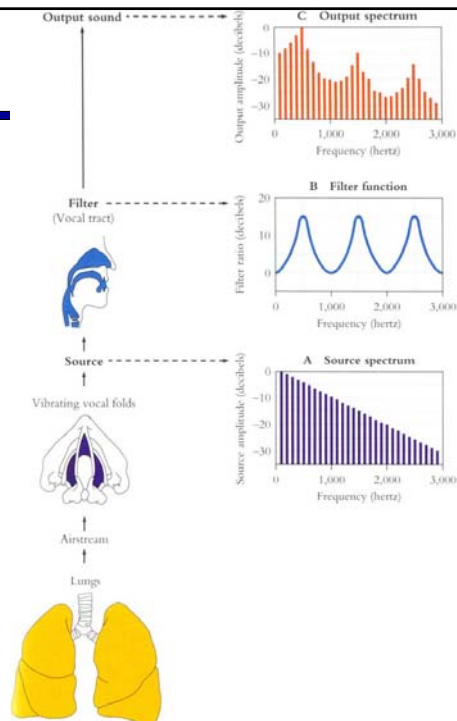 Output sound
C Output spectrum
Output amplitude (decibels)
0
-10
-20
-30
0
1,000
2,000
3,000
Frequency (hertz)
Filter
(Vocal tract)
B Filter function
Filter ratio (decibels)
20
10
0
0
1,000
2,000
3,000
Frequency (hertz)
Source
A Source spectrum
Source amplitude (decibels)
0
-10
-20
-30
0
1,000
2,000
3,000
Frequency (hertz)
Vibrating vocal folds
Airstream
Lungs